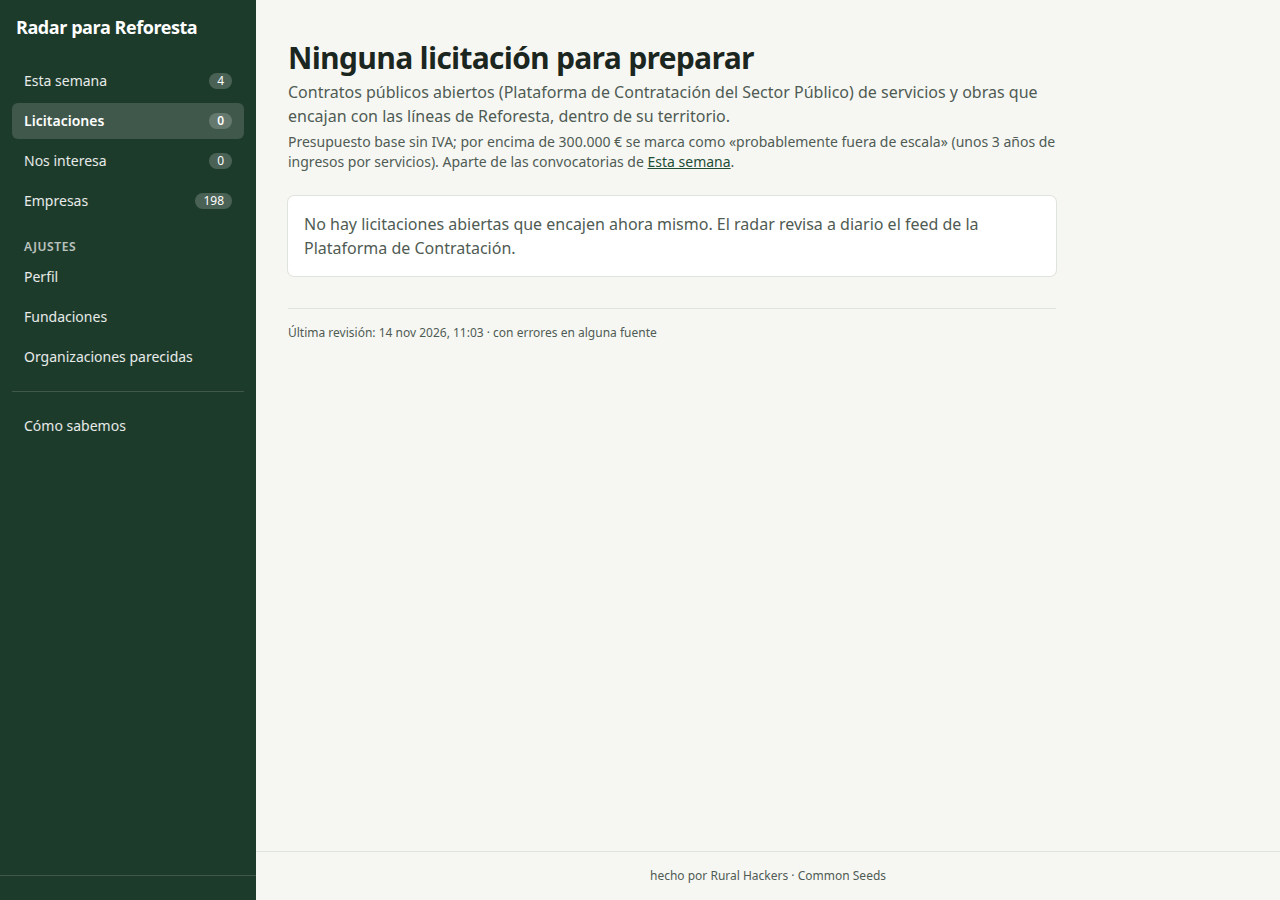 Radar para Reforesta
Esta semana 4
Licitaciones 0
Nos interesa 0
Empresas 198
AJUSTES
Perfil
Fundaciones
Organizaciones parecidas
Cómo sabemos
Ninguna licitación para preparar
Contratos públicos abiertos (Plataforma de Contratación del Sector Público) de servicios y obras que
encajan con las líneas de Reforesta, dentro de su territorio.
Presupuesto base sin IVA; por encima de 300.000 € se marca como «probablemente fuera de escala» (unos 3 años de
ingresos por servicios). Aparte de las convocatorias de Esta semana.
No hay licitaciones abiertas que encajen ahora mismo. El radar revisa a diario el feed de la
Plataforma de Contratación.
Última revisión: 14 nov 2026, 11:03 · con errores en alguna fuente
hecho por Rural Hackers · Common Seeds